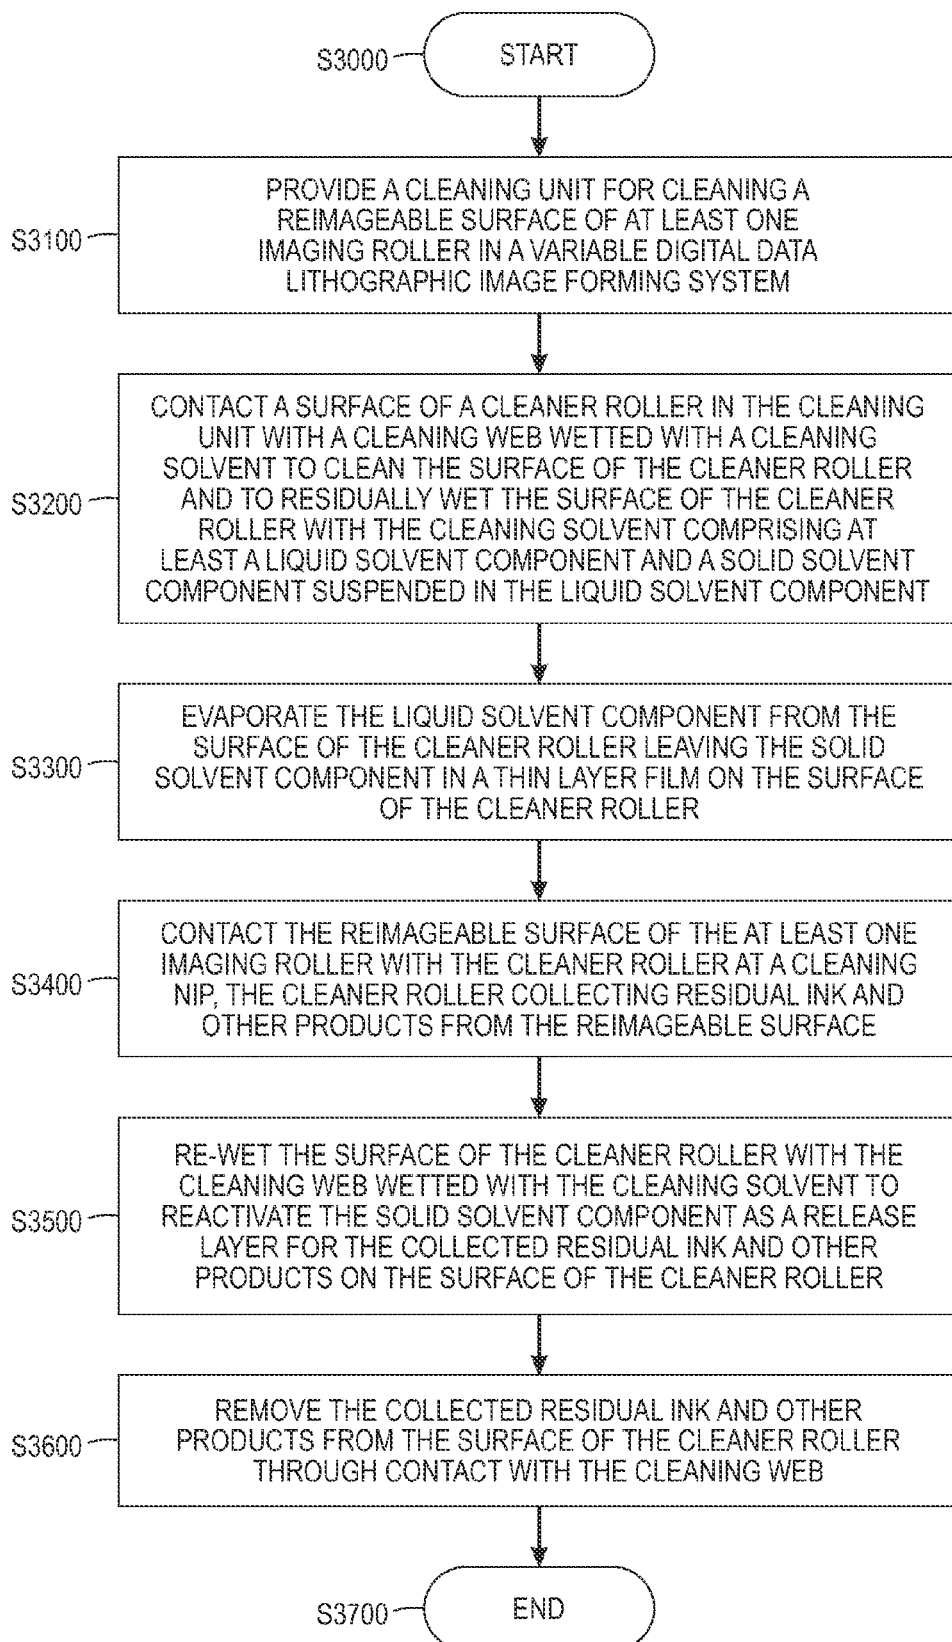 S3000
START
S3100
PROVIDE A CLEANING UNIT FOR CLEANING A
REIMAGEABLE SURFACE OF AT LEAST ONE
IMAGING ROLLER IN A VARIABLE DIGITAL DATA
LITHOGRAPHIC IMAGE FORMING SYSTEM
S3200
CONTACT A SURFACE OF A CLEANER ROLLER IN THE CLEANING
UNIT WITH A CLEANING WEB WETTED WITH A CLEANING
SOLVENT TO CLEAN THE SURFACE OF THE CLEANER ROLLER
AND TO RESIDUALLY WET THE SURFACE OF THE CLEANER
ROLLER WITH THE CLEANING SOLVENT COMPRISING AT
LEAST A LIQUID SOLVENT COMPONENT AND A SOLID SOLVENT
COMPONENT SUSPENDED IN THE LIQUID SOLVENT COMPONENT
S3300
EVAPORATE THE LIQUID SOLVENT COMPONENT FROM THE
SURFACE OF THE CLEANER ROLLER LEAVING THE SOLID
SOLVENT COMPONENT IN A THIN LAYER FILM ON THE SURFACE
OF THE CLEANER ROLLER
S3400
CONTACT THE REIMAGEABLE SURFACE OF THE AT LEAST ONE
IMAGING ROLLER WITH THE CLEANER ROLLER AT A CLEANING
NIP, THE CLEANER ROLLER COLLECTING RESIDUAL INK AND
OTHER PRODUCTS FROM THE REIMAGEABLE SURFACE
S3500
RE-WET THE SURFACE OF THE CLEANER ROLLER WITH THE
CLEANING WEB WETTED WITH THE CLEANING SOLVENT TO
REACTIVATE THE SOLID SOLVENT COMPONENT AS A RELEASE
LAYER FOR THE COLLECTED RESIDUAL INK AND OTHER
PRODUCTS ON THE SURFACE OF THE CLEANER ROLLER
S3600
REMOVE THE COLLECTED RESIDUAL INK AND OTHER
PRODUCTS FROM THE SURFACE OF THE CLEANER ROLLER
THROUGH CONTACT WITH THE CLEANING WEB
S3700
END